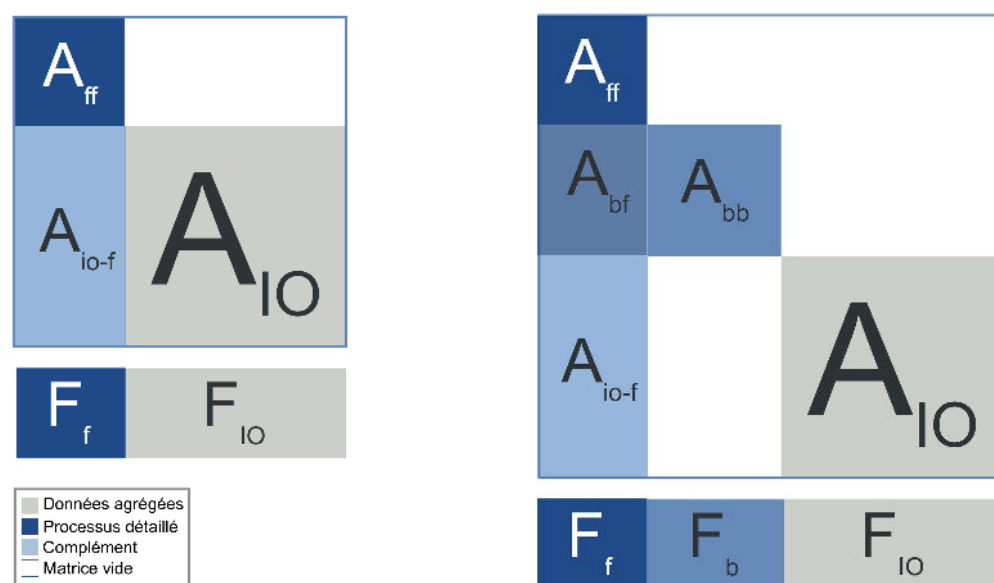 A ff
A io-f
A IO
F f
F IO
Données agrégées
Processus détaillé
Complément
Matrice vide
A ff
A bf
A bb
A io-f
A IO
F f
F b
F IO